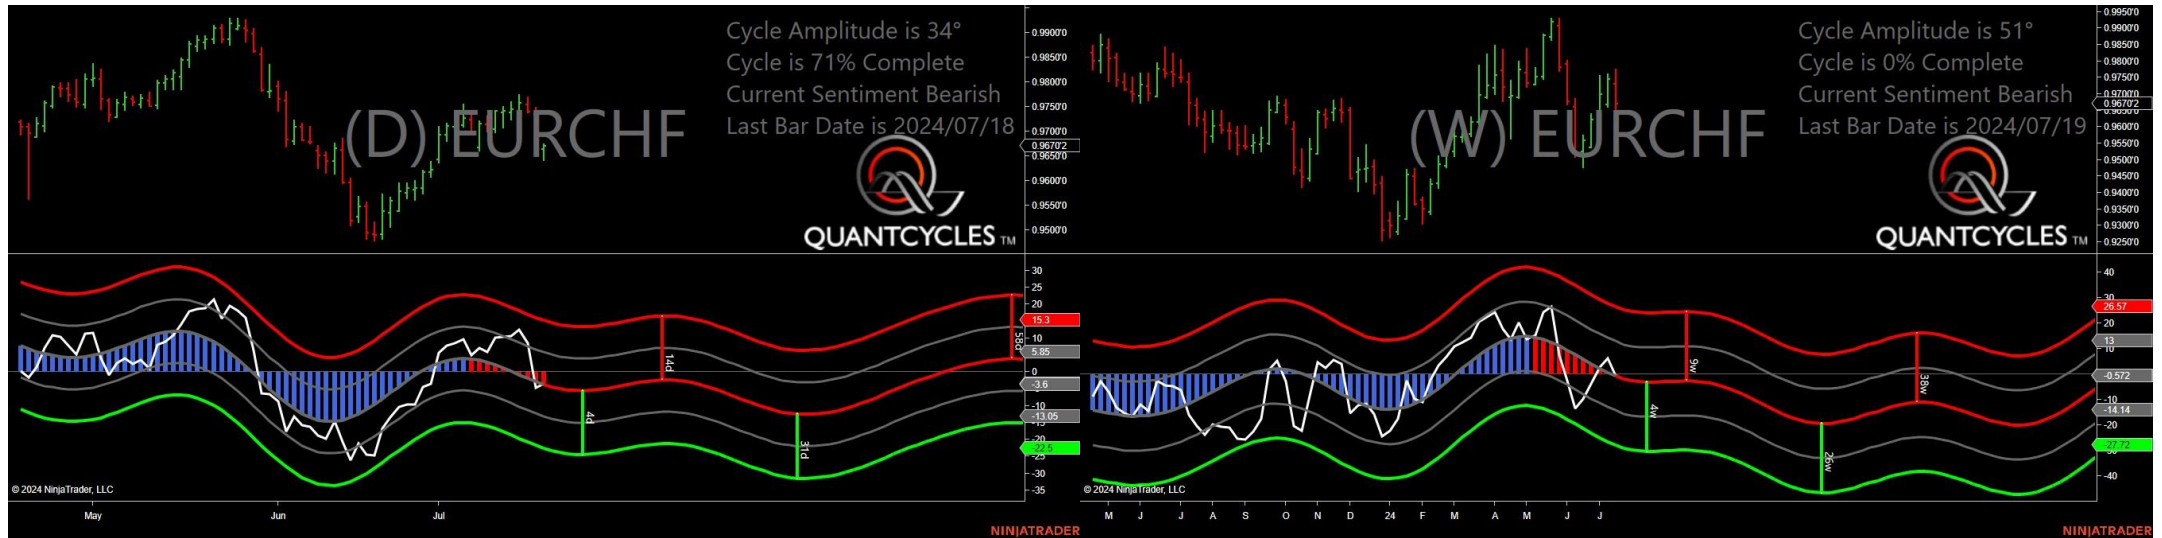 Cycle Amplitude is 34°
Cycle is 71% Complete
Current Sentiment Bearish
Last Bar Date is 2024/07/18
(D) EURCHF
QUANTCYCLES TM
0.9900'0
0.9850'0
0.9800'0
0.9750'0
0.9700'0
0.9670'2
0.9650'0
0.9600'0
0.9550'0
0.9500'0
30
25
20
15.3
5.85
0
-3.6
-10
-13.05
-22.5
-25
-30
-35
4d
14d
31d
58d
© 2024 NinjaTrader, LLC
May
Jun
Jul
NINJATRADER
Cycle Amplitude is 51°
Cycle is 0% Complete
Current Sentiment Bearish
Last Bar Date is 2024/07/19
(W) EURCHF
QUANTCYCLES TM
0.9950'0
0.9900'0
0.9850'0
0.9800'0
0.9750'0
0.9670'2
0.9600'0
0.9550'0
0.9500'0
0.9450'0
0.9400'0
0.9350'0
0.9300'0
0.9250'0
40
26.57
20
13
10
-0.572
-10
-14.14
-20
-27.72
-40
4w
9w
26w
38w
© 2024 NinjaTrader, LLC
M J J A S O N D 24 F M A M J J
NINJATRADER